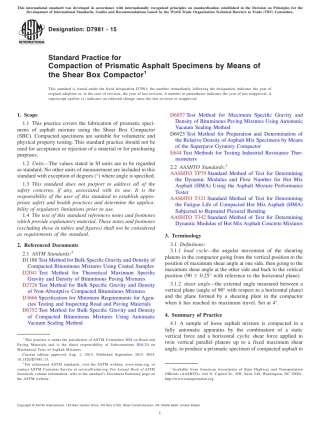 This international standard was developed in accordance with internationally recognized principles on standardization established in the Decision on Principles for the
Development of International Standards, Guides and Recommendations issued by the World Trade Organization Technical Barriers to Trade (TBT) Committee.
Designation: D7981 − 15
Standard Practice for
Compaction of Prismatic Asphalt Specimens by Means of
the Shear Box Compactor1
This standard is issued under the fixed designation D7981; the number immediately following the designation indicates the year of
original adoption or, in the case of revision, the year of last revision. A number in parentheses indicates the year of last reapproval. A
superscript epsilon (ε) indicates an editorial change since the last revision or reapproval.
1. Scope
1.1 This practice covers the fabrication of prismatic speci-
mens of asphalt mixture using the Shear Box Compactor
(SBC). Compacted specimens are suitable for volumetric and
physical property testing. This standard practice should not be
used for acceptance or rejection of a material or for purchasing
purposes.
1.2 Units—The values stated in SI units are to be regarded
as standard. No other units of measurement are included in this
standard with exception of degrees (°) where angle is specified.
1.3 This standard does not purport to address all of the
safety concerns, if any, associated with its use. It is the
responsibility of the user of this standard to establish appro-
priate safety and health practices and determine the applica-
bility of regulatory limitations prior to use.
1.4 The text of this standard references notes and footnotes
which provide explanatory material. These notes and footnotes
(excluding those in tables and figures) shall not be considered
as requirements of the standard.
2. Referenced Documents
2.1 ASTM Standards:2
D1188 Test Method for Bulk Specific Gravity and Density of
Compacted Bituminous Mixtures Using Coated Samples
D2041 Test Method for Theoretical Maximum Specific
Gravity and Density of Bituminous Paving Mixtures
D2726 Test Method for Bulk Specific Gravity and Density
of Non-Absorptive Compacted Bituminous Mixtures
D3666 Specification for Minimum Requirements for Agen-
cies Testing and Inspecting Road and Paving Materials
D6752 Test Method for Bulk Specific Gravity and Density
of Compacted Bituminous Mixtures Using Automatic
Vacuum Sealing Method
1 This practice is under the jurisdiction of ASTM Committee D04 on Road and
Paving Materials and is the direct responsibility of Subcommittee D04.20 on
Mechanical Tests of Asphalt Mixtures.
Current edition approved Aug. 1, 2015. Published September 2015. DOI:
10.1520/D7981-15.
2 For referenced ASTM standards, visit the ASTM website, www.astm.org, or
contact ASTM Customer Service at service@astm.org. For Annual Book of ASTM
Standards volume information, refer to the standard's Document Summary page on
the ASTM website.
D6857 Test Method for Maximum Specific Gravity and
Density of Bituminous Paving Mixtures Using Automatic
Vacuum Sealing Method
D6925 Test Method for Preparation and Determination of
the Relative Density of Asphalt Mix Specimens by Means
of the Superpave Gyratory Compactor
E644 Test Methods for Testing Industrial Resistance Ther-
mometers
2.2 AASHTO Standards:3
AASHTO TP79 Standard Method of Test for Determining
the Dynamic Modulus and Flow Number for Hot Mix
Asphalt (HMA) Using the Asphalt Mixture Performance
Tester
AASHTO T321 Standard Method of Test for Determining
the Fatigue Life of Compacted Hot Mix Asphalt (HMA)
Subjected to Repeated Flexural Bending
AASHTO T342 Standard Method of Test for Determining
Dynamic Modulus of Hot Mix Asphalt Concrete Mixtures
3. Terminology
3.1 Definitions:
3.1.1 load cycle—the angular movement of the shearing
platens in the compactor going from the vertical position to the
position of maximum shear angle at one side, then going to the
maximum shear angle at the other side and back to the vertical
position (90 ± 0.25° with reference to the horizontal plane).
3.1.2 shear angle—the external angle measured between a
vertical plane (angle of 90° with respect to a horizontal plane)
and the plane formed by a shearing plate in the compactor
when it has reached its maximum travel. See at 4°.
4. Summary of Practice
4.1 A sample of loose asphalt mixture is compacted in a
fully automatic apparatus by the combination of a static
vertical force and a horizontal cyclic shear force applied to
twin vertical parallel platens up to a fixed maximum shear
angle, to produce a prismatic specimen of compacted asphalt to
3 Available from American Association of State Highway and Transportation
Officials (AASHTO), 444 N. Capitol St., NW, Suite 249, Washington, DC 20001,
http://www.transportation.org.
Copyright © ASTM International, 100 Barr Harbor Drive, PO Box C700, West Conshohocken, PA 19428-2959. United States
1